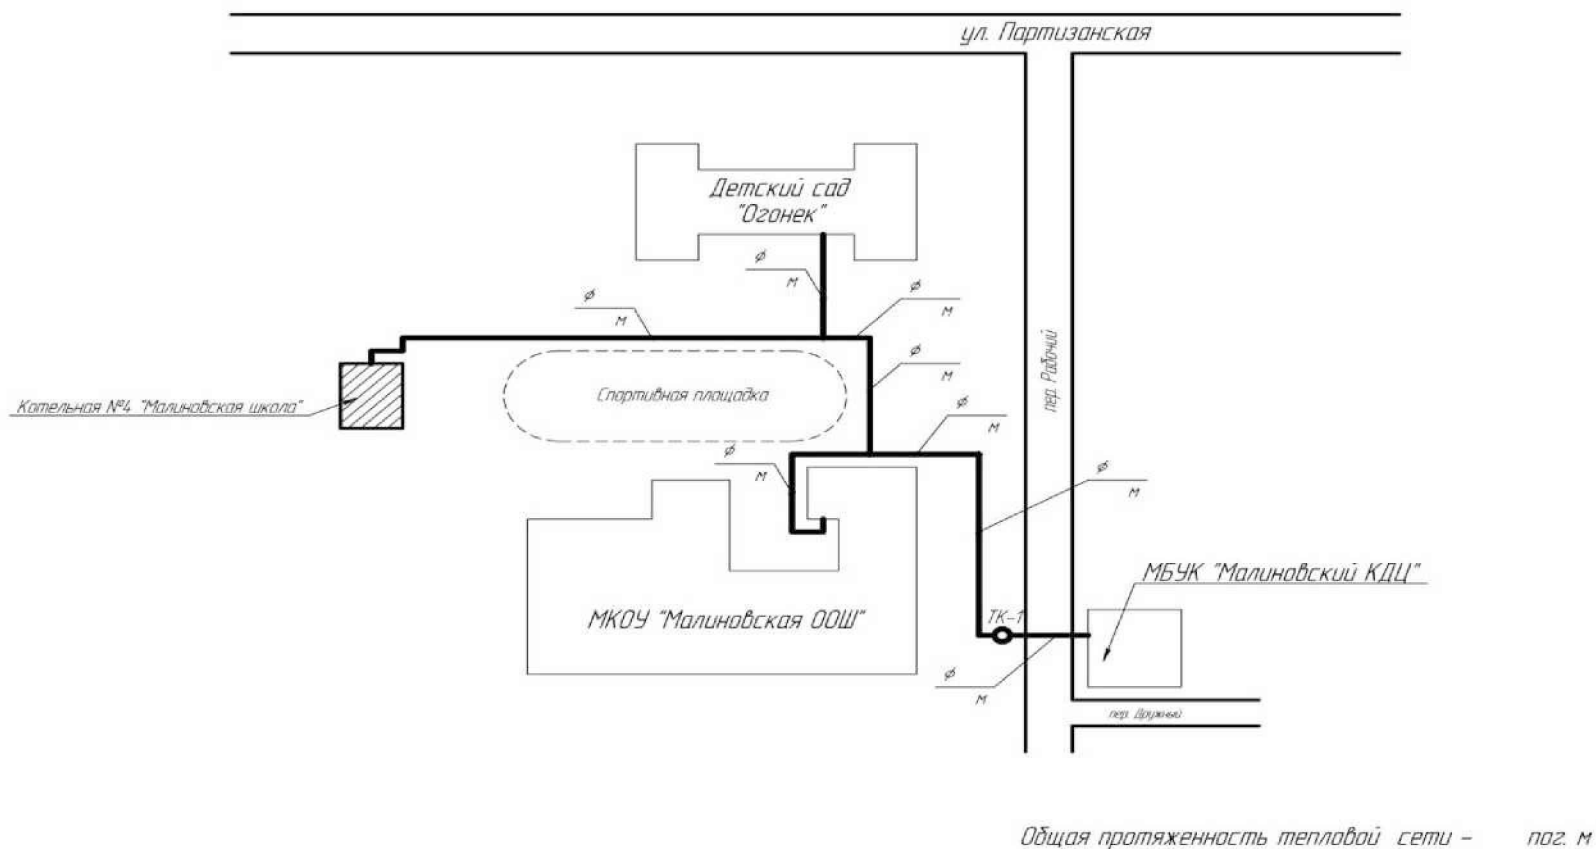 ул. Партизанская
Детский сад
"Огонек"
ø
м
ø
м
ø
м
ø
м
пер. Рабочий
Спортивная площадка
Котельная №4 "Малиновская школа"
ø
м
ø
м
ø
м
МБУК "Малиновский КДЦ"
МКОУ "Малиновская ООШ"
ТК-1
ø
м
пер. Дружный
Общая протяженность тепловой сети - пог. м